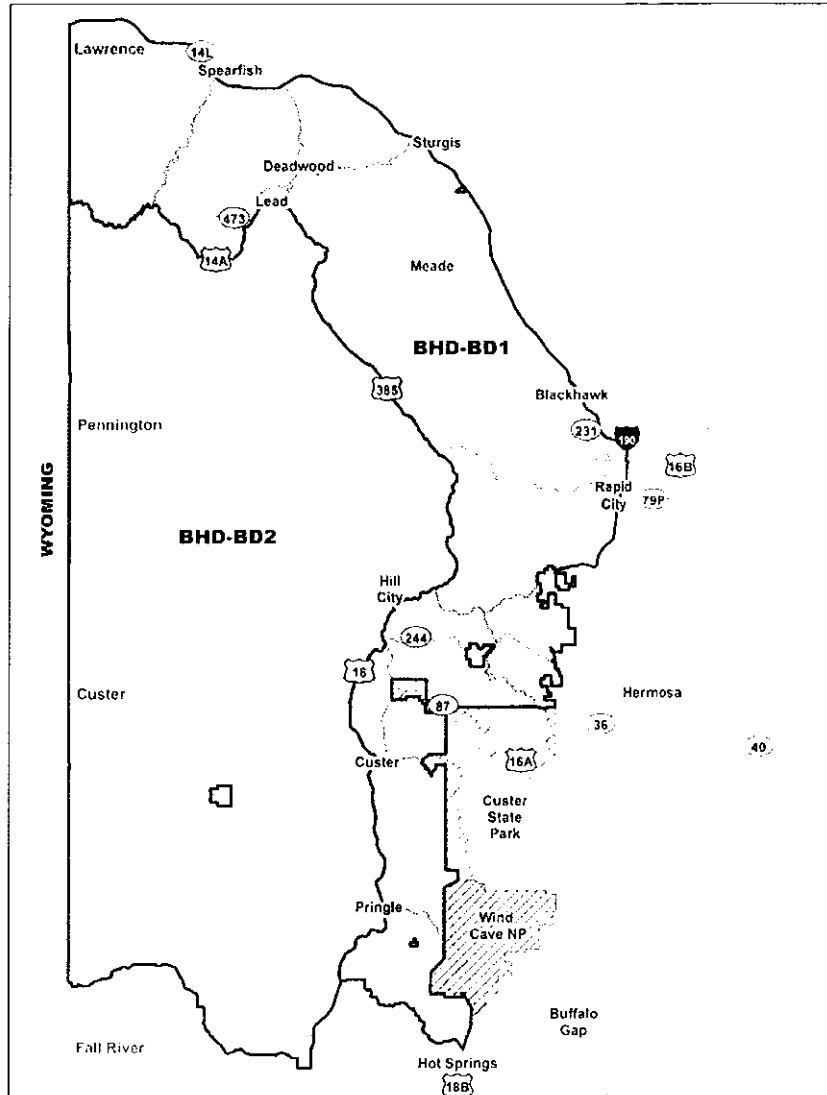 Lawrence
14L
Spearfish
Sturgis
Deadwood
Lead
473
14A
Meade
BHD-BD1
385
Blackhawk
231
190
Pennington
16B
Rapid
City
79P
WYOMING
BHD-BD2
Hill
City
244
16
Custer
Hermosa
87
36
40
Custer
16A
Custer
State
Park
Pringle
Wind
Cave NP
Buffalo
Gap
Fall River
Hot Springs
18B